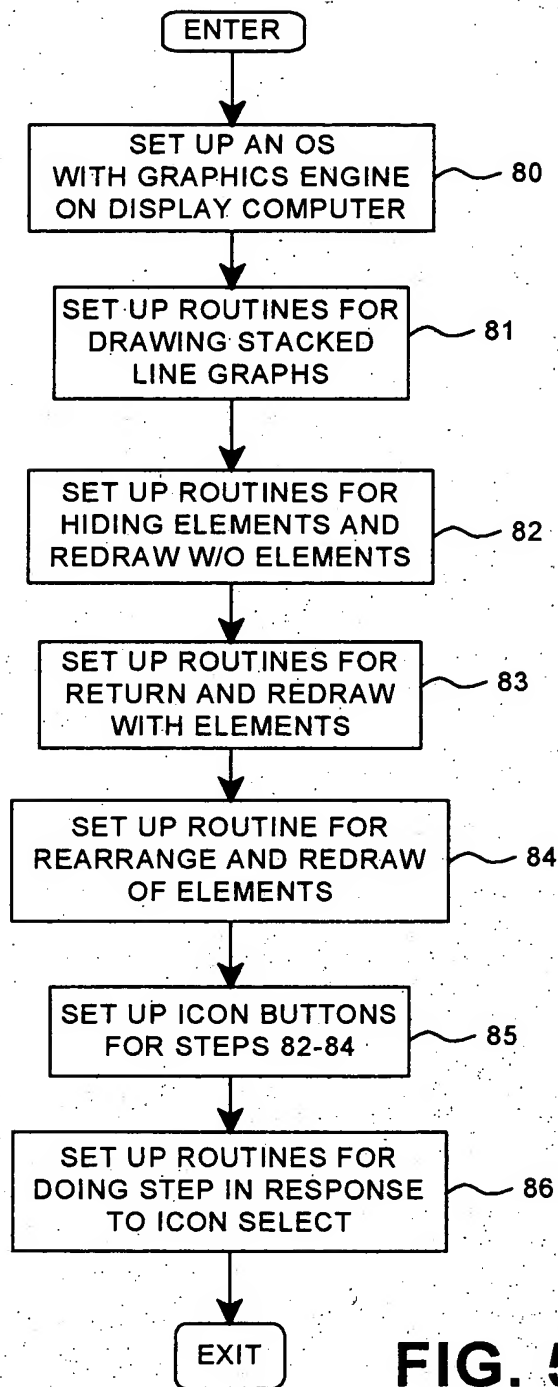 ENTER
SET UP AN OS
WITH GRAPHICS ENGINE
ON DISPLAY COMPUTER
80
SET UP ROUTINES FOR
DRAWING STACKED
LINE GRAPHS
81
SET UP ROUTINES FOR
HIDING ELEMENTS AND
REDRAW W/O ELEMENTS
82
SET UP ROUTINES FOR
RETURN AND REDRAW
WITH ELEMENTS
83
SET UP ROUTINE FOR
REARRANGE AND REDRAW
OF ELEMENTS
84
SET UP ICON BUTTONS
FOR STEPS 82-84
85
SET UP ROUTINES FOR
DOING STEP IN RESPONSE
TO ICON SELECT
86
EXIT
FIG. 5